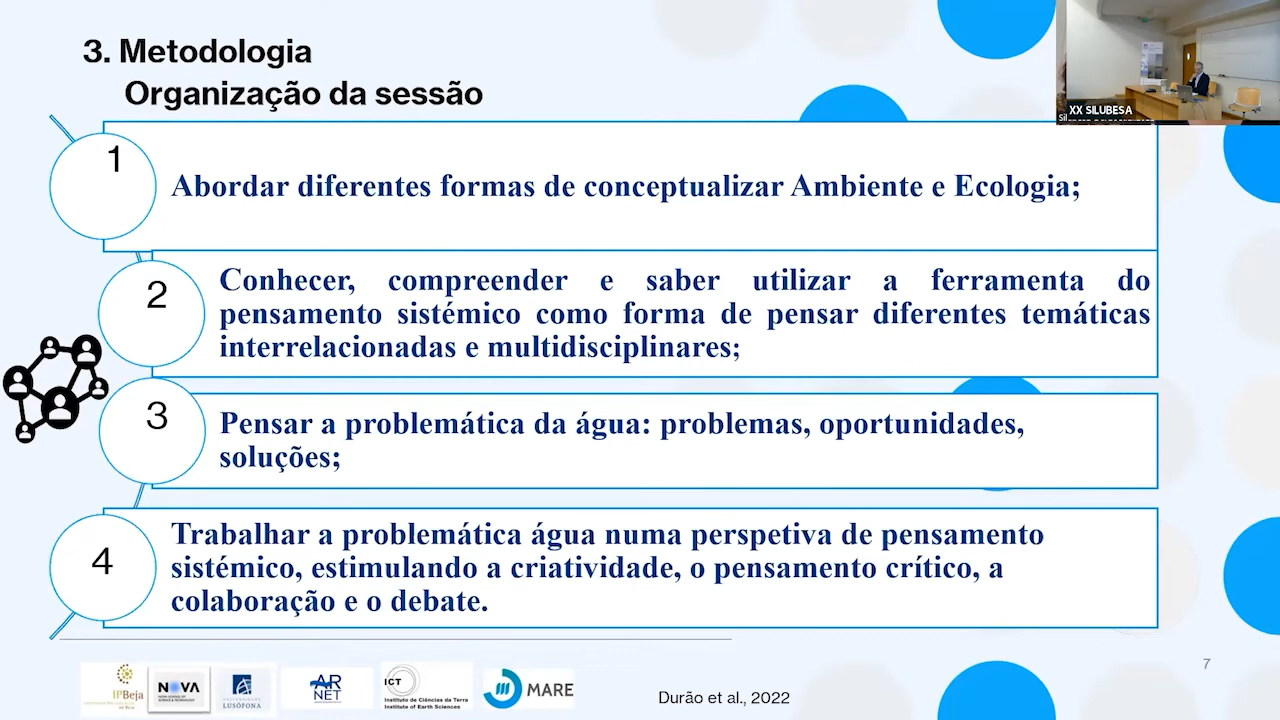 3. Metodologia
Organização da sessão
XX SILUBESA
1
Abordar diferentes formas de conceptualizar Ambiente e Ecologia;
2
Conhecer, compreender e saber utilizar a ferramenta do
pensamento sistémico como forma de pensar diferentes temáticas
interrelacionadas e multidisciplinares;
3
Pensar a problemática da água: problemas, oportunidades,
soluções;
4
Trabalhar a problemática água numa perspetiva de pensamento
sistémico, estimulando a criatividade, o pensamento crítico, a
colaboração e o debate.
7
IPBeja
NOVA
LUSÓFONA
AR
NET
ICT
Instituto de Ciências da Terra
Institute of Earth Sciences
MARE
Durão et al., 2022